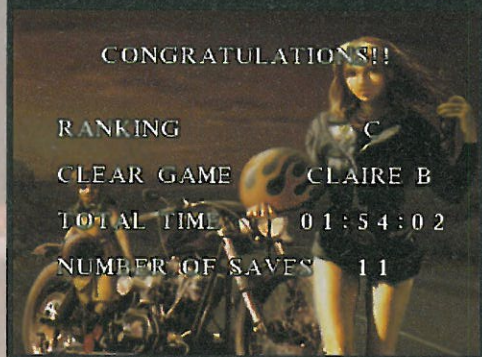 CONGRATULATIONS!!
RANKING C
CLEAR GAME CLAIRE B
TOTAL TIME 01:54:02
NUMBER OF SAVES 11